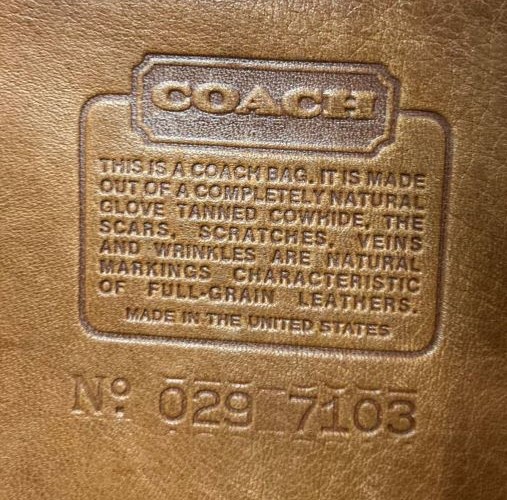 COACH
THIS IS A COACH BAG. IT IS MADE
OUT OF A COMPLETELY NATURAL
GLOVE TANNED COWHIDE, THE
SCARS, SCRATCHES, VEINS
AND WRINKLES ARE NATURAL
MARKINGS CHARACTERISTIC
OF FULL-GRAIN LEATHERS.
MADE IN THE UNITED STATES
Nº 029 7103